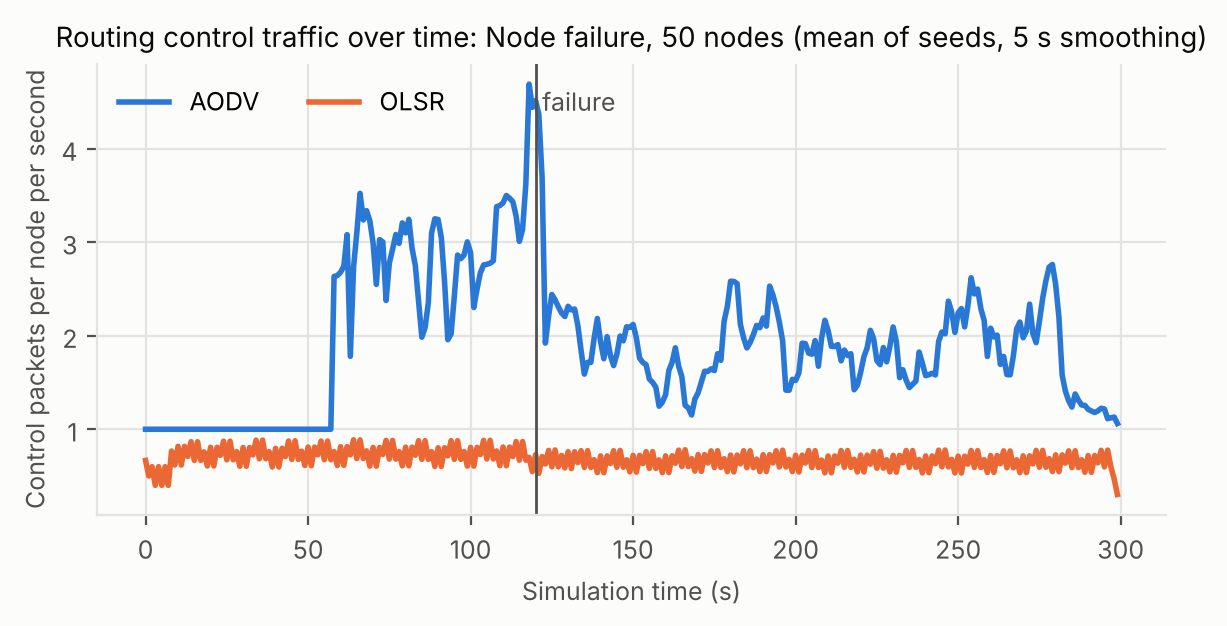 Routing control traffic over time: Node failure, 50 nodes (mean of seeds, 5 s smoothing)
AODV
OLSR
failure
Control packets per node per second
4
3
2
1
0
50
100
150
200
250
300
Simulation time (s)